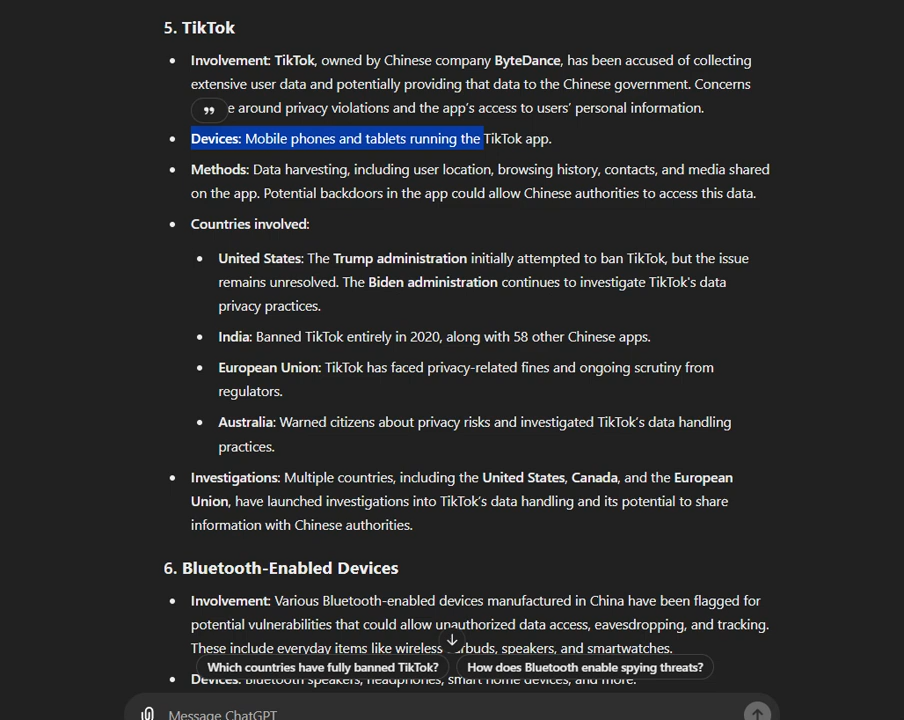 5. TikTok
Involvement: TikTok, owned by Chinese company ByteDance, has been accused of collecting
extensive user data and potentially providing that data to the Chinese government. Concerns
e around privacy violations and the app's access to users' personal information.
Devices: Mobile phones and tablets running the TikTok app.
Methods: Data harvesting, including user location, browsing history, contacts, and media shared
on the app. Potential backdoors in the app could allow Chinese authorities to access this data.
Countries involved:
United States: The Trump administration initially attempted to ban TikTok, but the issue
remains unresolved. The Biden administration continues to investigate TikTok's data
privacy practices.
India: Banned TikTok entirely in 2020, along with 58 other Chinese apps.
European Union: TikTok has faced privacy-related fines and ongoing scrutiny from
regulators.
Australia: Warned citizens about privacy risks and investigated TikTok's data handling
practices.
Investigations: Multiple countries, including the United States, Canada, and the European
Union, have launched investigations into TikTok's data handling and its potential to share
information with Chinese authorities.
6. Bluetooth-Enabled Devices
Involvement: Various Bluetooth-enabled devices manufactured in China have been flagged for
potential vulnerabilities that could allow unauthorized data access, eavesdropping, and tracking.
These include everyday items like wireless earbuds, speakers, and smartwatches.
Which countries have fully banned TikTok? How does Bluetooth enable spying threats?
Devices: Bluetooth speakers, headphones, smart home devices, and more.
Message ChatGPT